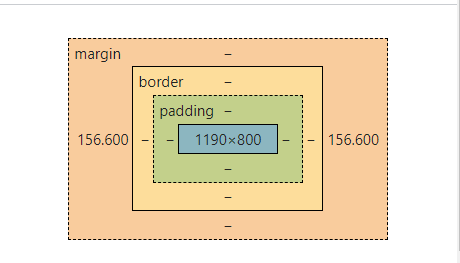 margin –
border –
padding –
156.600 – – 1190×800 – – 156.600
–
–
–